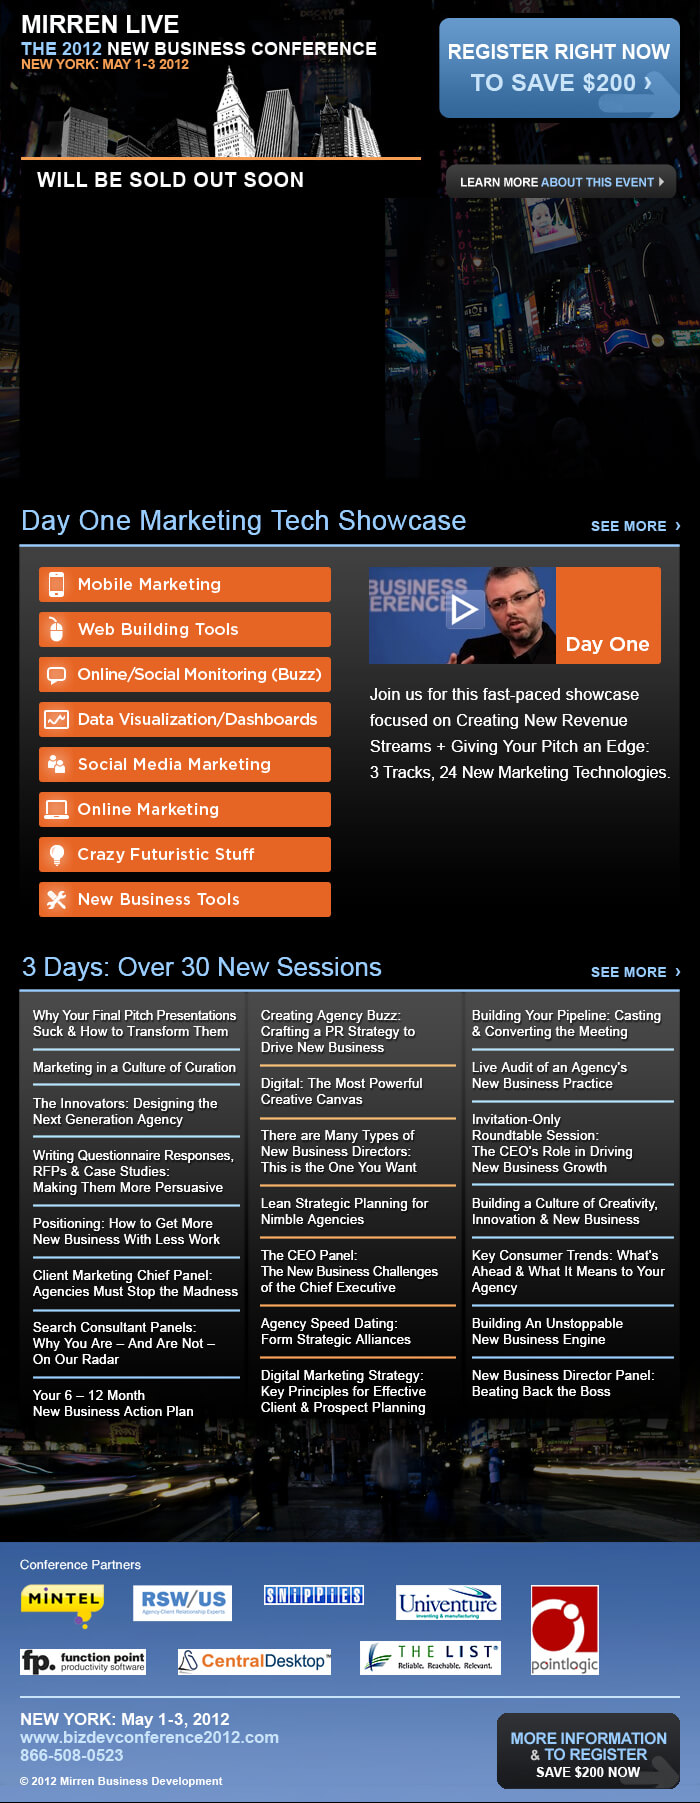 MIRREN LIVE
THE 2012 NEW BUSINESS CONFERENCE
NEW YORK: MAY 1-3 2012
REGISTER RIGHT NOW
TO SAVE $200 ›
WILL BE SOLD OUT SOON
LEARN MORE ABOUT THIS EVENT
Day One Marketing Tech Showcase
SEE MORE ›
Mobile Marketing
Web Building Tools
Online/Social Monitoring (Buzz)
Data Visualization/Dashboards
Social Media Marketing
Online Marketing
Crazy Futuristic Stuff
New Business Tools
BUSINESS
ERENCE
Day One
Join us for this fast-paced showcase
focused on Creating New Revenue
Streams + Giving Your Pitch an Edge:
3 Tracks, 24 New Marketing Technologies.
3 Days: Over 30 New Sessions
SEE MORE ›
Why Your Final Pitch Presentations
Suck & How to Transform Them
Marketing in a Culture of Curation
The Innovators: Designing the
Next Generation Agency
Writing Questionnaire Responses,
RFPs & Case Studies:
Making Them More Persuasive
Positioning: How to Get More
New Business With Less Work
Client Marketing Chief Panel:
Agencies Must Stop the Madness
Search Consultant Panels:
Why You Are – And Are Not –
On Our Radar
Your 6 – 12 Month
New Business Action Plan
Creating Agency Buzz:
Crafting a PR Strategy to
Drive New Business
Digital: The Most Powerful
Creative Canvas
There are Many Types of
New Business Directors:
This is the One You Want
Lean Strategic Planning for
Nimble Agencies
The CEO Panel:
The New Business Challenges
of the Chief Executive
Agency Speed Dating:
Form Strategic Alliances
Digital Marketing Strategy:
Key Principles for Effective
Client & Prospect Planning
Building Your Pipeline: Casting
& Converting the Meeting
Live Audit of an Agency's
New Business Practice
Invitation-Only
Roundtable Session:
The CEO's Role in Driving
New Business Growth
Building a Culture of Creativity,
Innovation & New Business
Key Consumer Trends: What's
Ahead & What It Means to Your
Agency
Building An Unstoppable
New Business Engine
New Business Director Panel:
Beating Back the Boss
Conference Partners
MINTEL
RSW/US
Agency-Client Relationship Experts
SNIPPIES
Univenture
inventing & manufacturing
pointlogic
fp. function point
productivity software
CentralDesktop™
THE LIST®
Reliable. Reachable. Relevant.
NEW YORK: May 1-3, 2012
www.bizdevconference2012.com
866-508-0523
© 2012 Mirren Business Development
MORE INFORMATION
& TO REGISTER
SAVE $200 NOW